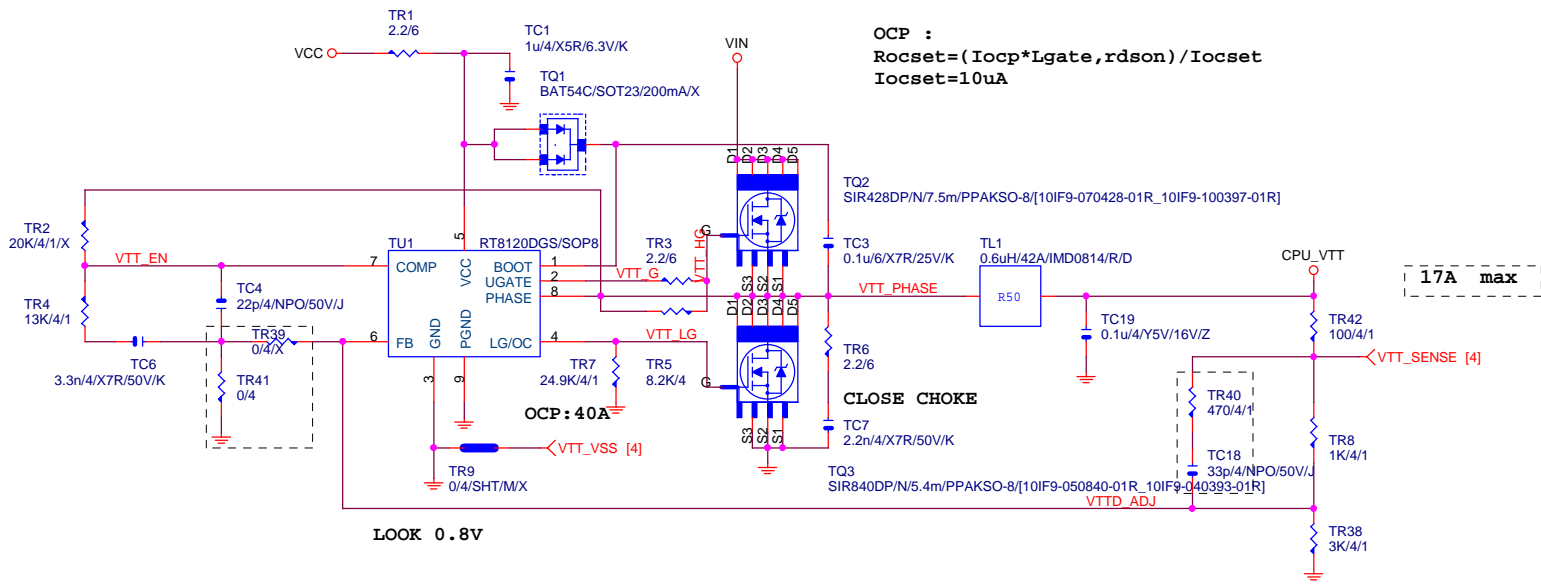 TR1
2.2/6
VCC
TC1
1u/4/X5R/6.3V/K
TQ1
BAT54C/SOT23/200mA/X
VIN
OCP :
Rocset=(Iocp*Lgate,rdson)/Iocset
Iocset=10uA
D1
D2
D3
D4
D5
TQ2
SIR428DP/N/7.5m/PPAKSO-8/[10IF9-070428-01R_10IF9-100397-01R]
G
S3
S2
S1
TR2
20K/4/1/X
VTT_EN
TR4
13K/4/1
TC6
3.3n/4/X7R/50V/K
TC4
22p/4/NPO/50V/J
TR39
0/4/X
TR41
0/4
TU1
RT8120DGS/SOP8
5
VCC
7
COMP
6
FB
BOOT
1
UGATE
2
PHASE
8
LG/OC
4
GND
3
PGND
9
TR3
2.2/6
VTT_G
VTT_HG
VTT_LG
TR7
24.9K/4/1
TR5
8.2K/4
OCP:40A
TR9
0/4/SHT/M/X
VTT_VSS [4]
TC3
0.1u/6/X7R/25V/K
VTT_PHASE
TL1
0.6uH/42A/IMD0814/R/D
R50
CPU_VTT
17A max
D1
D2
D3
D4
D5
G
S3
S2
S1
TR6
2.2/6
CLOSE CHOKE
TC7
2.2n/4/X7R/50V/K
TQ3
SIR840DP/N/5.4m/PPAKSO-8/[10IF9-050840-01R_10IF9-040393-01R]
TC19
0.1u/4/Y5V/16V/Z
TR42
100/4/1
VTT_SENSE [4]
TR40
470/4/1
TC18
33p/4/NPO/50V/J
TR8
1K/4/1
VTTD_ADJ
TR38
3K/4/1
LOOK 0.8V